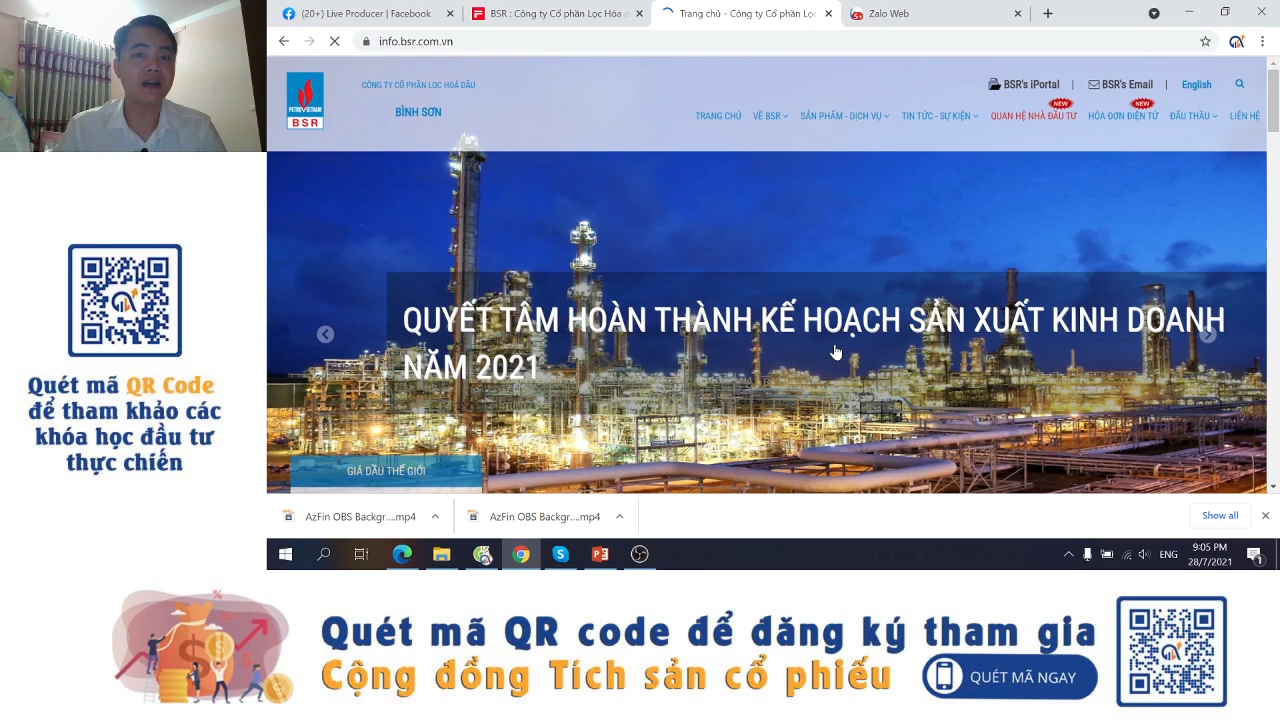 (20+) Live Producer | Facebook
BSR : Công ty Cổ phần Lọc Hóa
Trang chủ - Công ty Cổ phần Lọc
Zalo Web
5+
info.bsr.com.vn
PETROVIETNAM
BSR
CÔNG TY CỔ PHẦN LỌC HOÁ DẦU
BÌNH SƠN
BSR's iPortal | BSR's Email | English
NEW NEW
TRANG CHỦ VỀ BSR SẢN PHẨM - DỊCH VỤ TIN TỨC - SỰ KIỆN QUAN HỆ NHÀ ĐẦU TƯ HÓA ĐƠN ĐIỆN TỬ ĐẤU THẦU LIÊN HỆ
QUYẾT TÂM HOÀN THÀNH KẾ HOẠCH SẢN XUẤT KINH DOANH
NĂM 2021
GIÁ DẦU THẾ GIỚI
Quét mã QR Code
để tham khảo các
khóa học đầu tư
thực chiến
AzFin OBS Backgr....mp4
AzFin OBS Backgr....mp4
Show all
ENG
9:05 PM
28/7/2021
1
Quét mã QR code để đăng ký tham gia
Cộng đồng Tích sản cổ phiếu
QUÉT MÃ NGAY